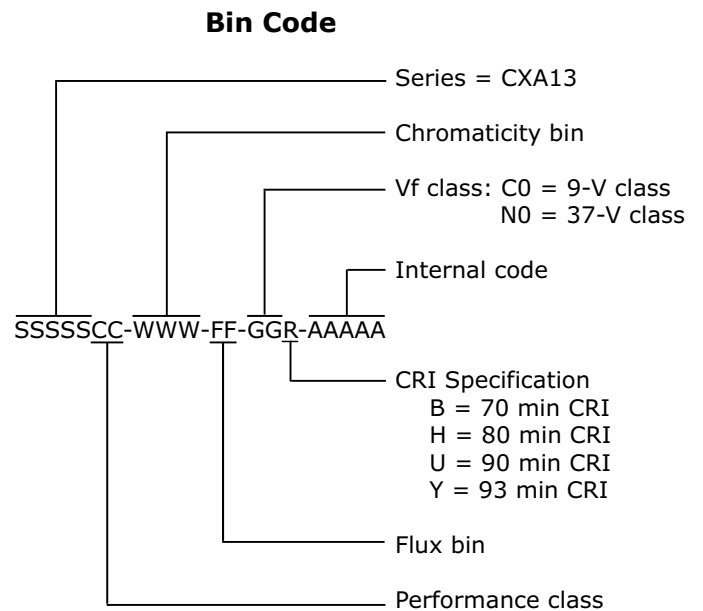 Bin Code
Series = CXA13
Chromaticity bin
Vf class: C0 = 9-V class
N0 = 37-V class
Internal code
SSSSSCC-WWW-FF-GGR-AAAAA
CRI Specification
B = 70 min CRI
H = 80 min CRI
U = 90 min CRI
Y = 93 min CRI
Flux bin
Performance class